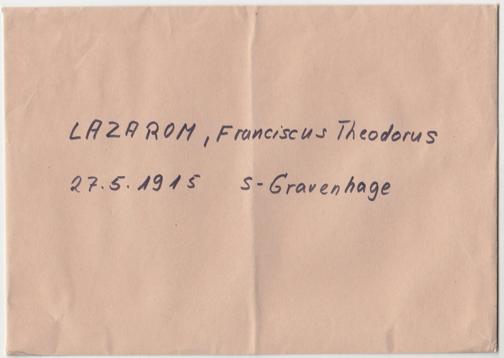 LAZAROM, Franciscus Theodorus
27.5.1915 S-Gravenhage